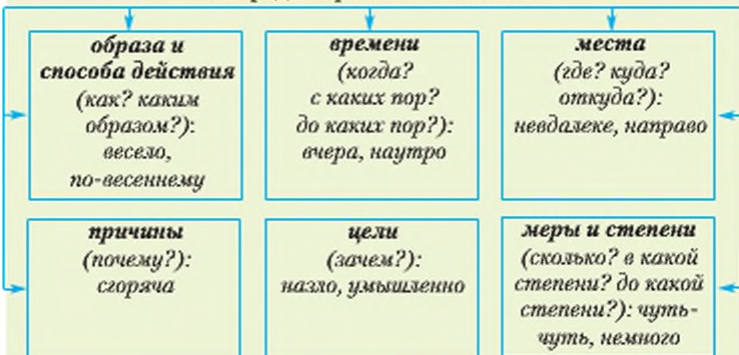 образа и
способа действия
(как? каким
образом?):
весело,
по-весеннему
времени
(когда?
с каких пор?
до каких пор?):
вчера, наутро
места
(где? куда?
откуда?):
невдалеке, направо
причины
(почему?):
сгоряча
цели
(зачем?):
назло, умышленно
меры и степени
(сколько? в какой
степени? до какой
степени?): чуть-
чуть, немного